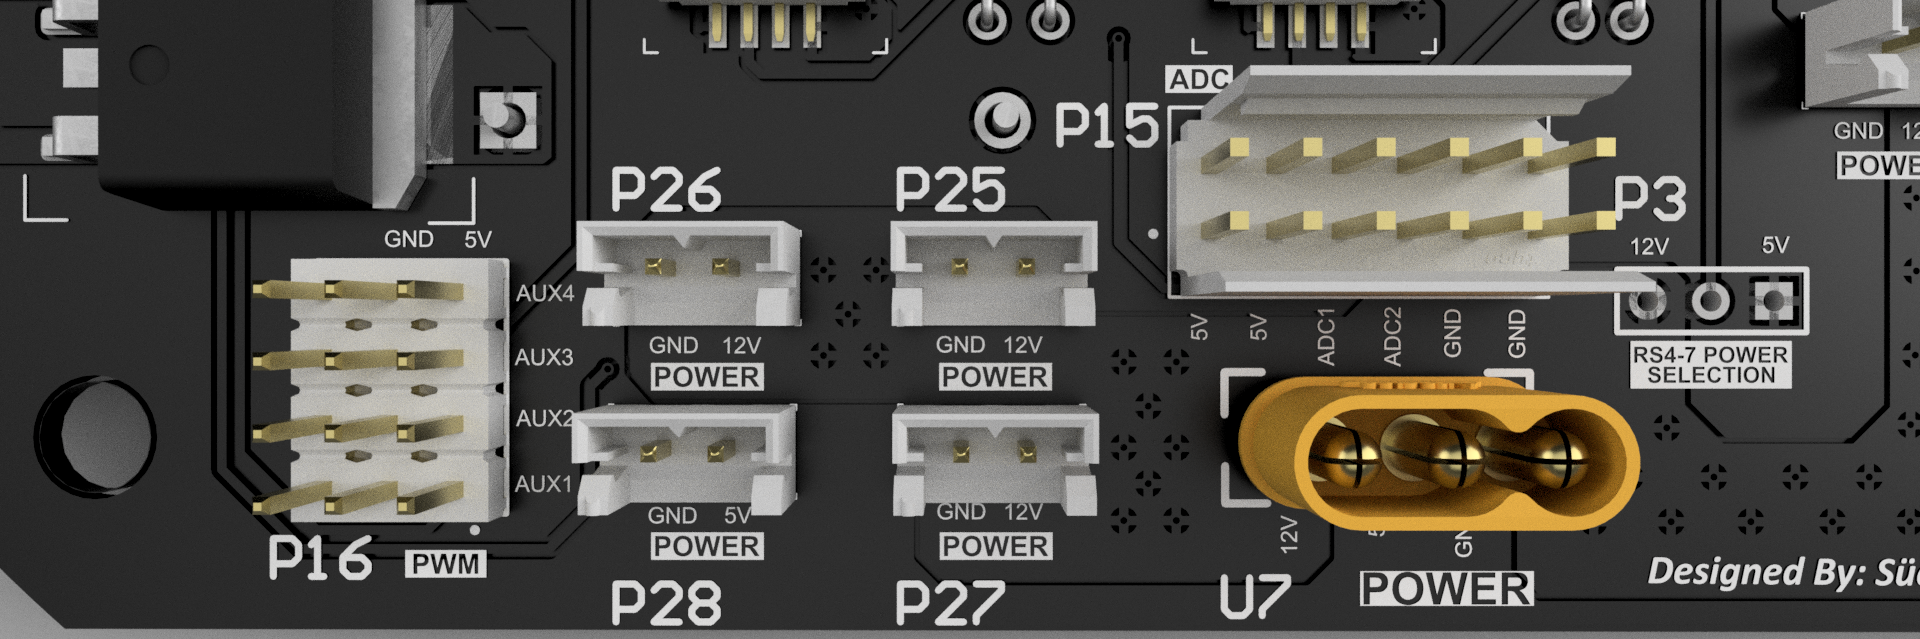 ADC
P15
GND 12
POWE
P26
P25
P3
GND 5V
12V 5V
AUX4
AUX3
AUX2
AUX1
GND 12V
POWER
GND 12V
POWER
5V 5V ADC1 ADC2 GND GND
RS4-7 POWER
SELECTION
GND 5V
POWER
GND 12V
POWER
12V 5 GN
P16 PWM
P28
P27
U7 POWER
Designed By: Sü